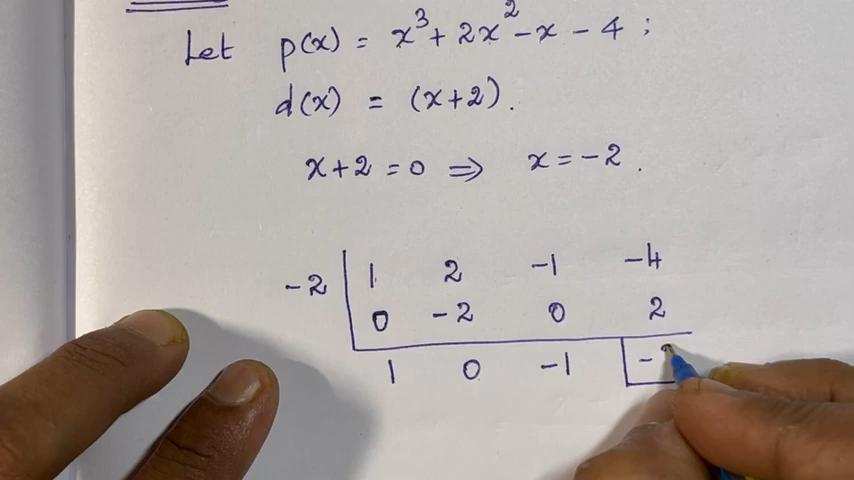 Let p(x) = x³ + 2x² - x - 4 ;
d(x) = (x+2).
x+2 = 0 ⇒ x = -2 .
-2 | 1 2 -1 -4
0 -2 0 2
1 0 -1 -